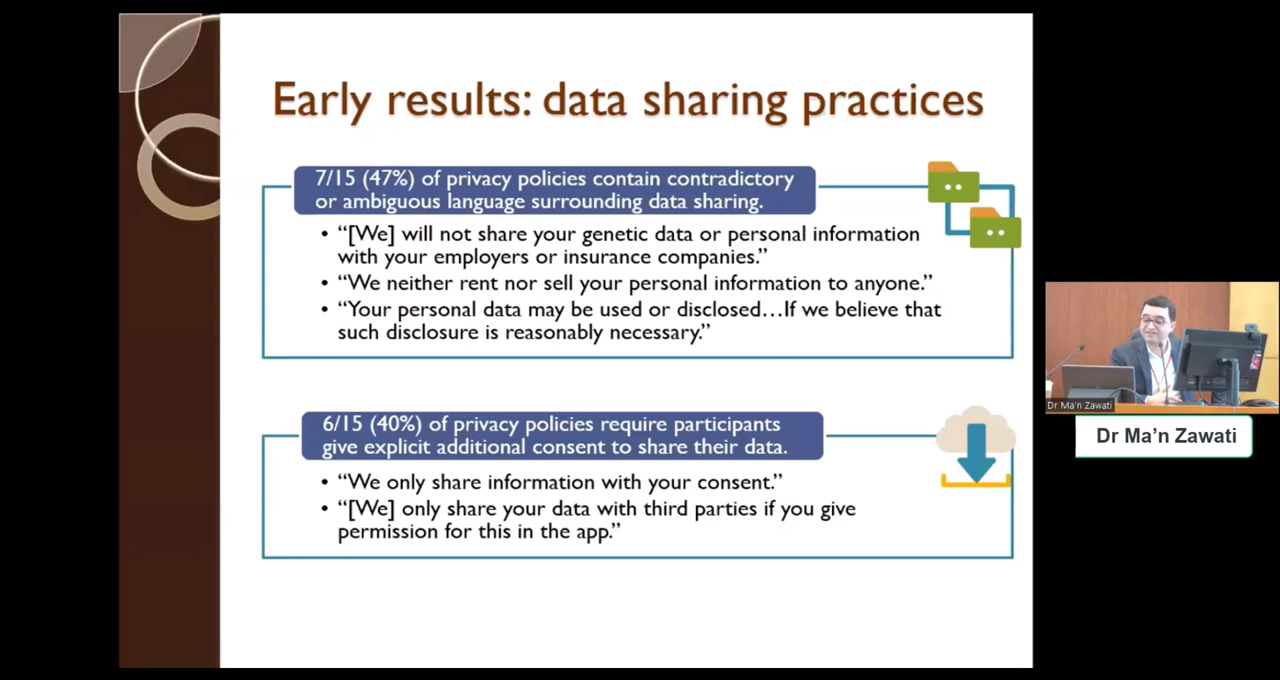 Early results: data sharing practices
7/15 (47%) of privacy policies contain contradictory
or ambiguous language surrounding data sharing.
• “[We] will not share your genetic data or personal information
with your employers or insurance companies.”
• “We neither rent nor sell your personal information to anyone.”
• “Your personal data may be used or disclosed…If we believe that
such disclosure is reasonably necessary.”
6/15 (40%) of privacy policies require participants
give explicit additional consent to share their data.
• “We only share information with your consent.”
• “[We] only share your data with third parties if you give
permission for this in the app.”
Dr Ma'n Zawati
Dr Ma’n Zawati